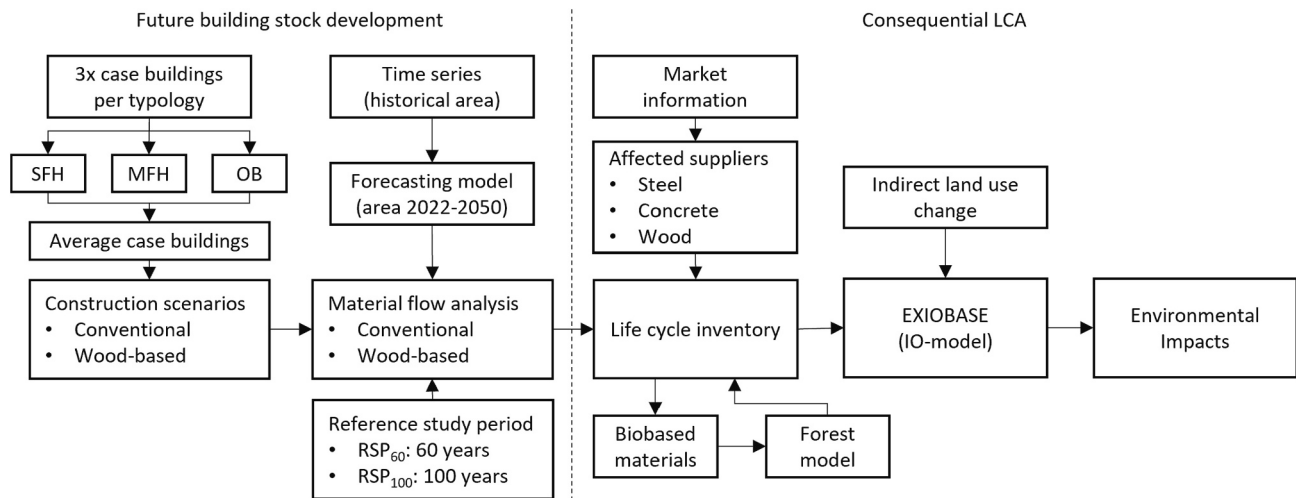 Future building stock development
Consequential LCA
3x case buildings
per typology
Time series
(historical area)
Market
information
SFH
MFH
OB
Forecasting model
(area 2022-2050)
Affected suppliers
• Steel
• Concrete
• Wood
Indirect land use
change
Average case buildings
Construction scenarios
• Conventional
• Wood-based
Material flow analysis
• Conventional
• Wood-based
Life cycle inventory
EXIOBASE
(IO-model)
Environmental
Impacts
Reference study period
• RSP₆₀: 60 years
• RSP₁₀₀: 100 years
Biobased
materials
Forest
model